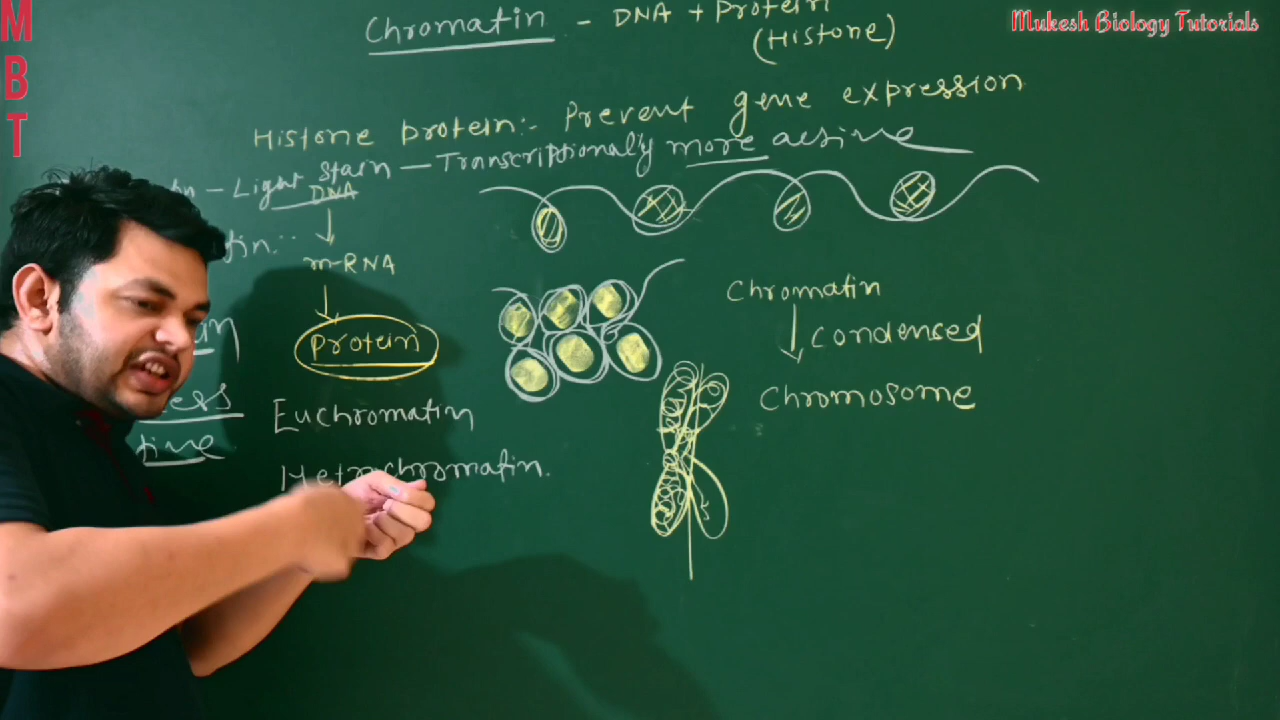 Chromatin - DNA + Protein
(Histone)
Mukesh Biology Tutorials
M
B
T
Histone protein:- Prevent gene expression
- Light stain - Transcriptionally more active
DNA
m-RNA
Protein
Euchromatin
Hetrochromatin.
Chromatin
Condensed
Chromosome